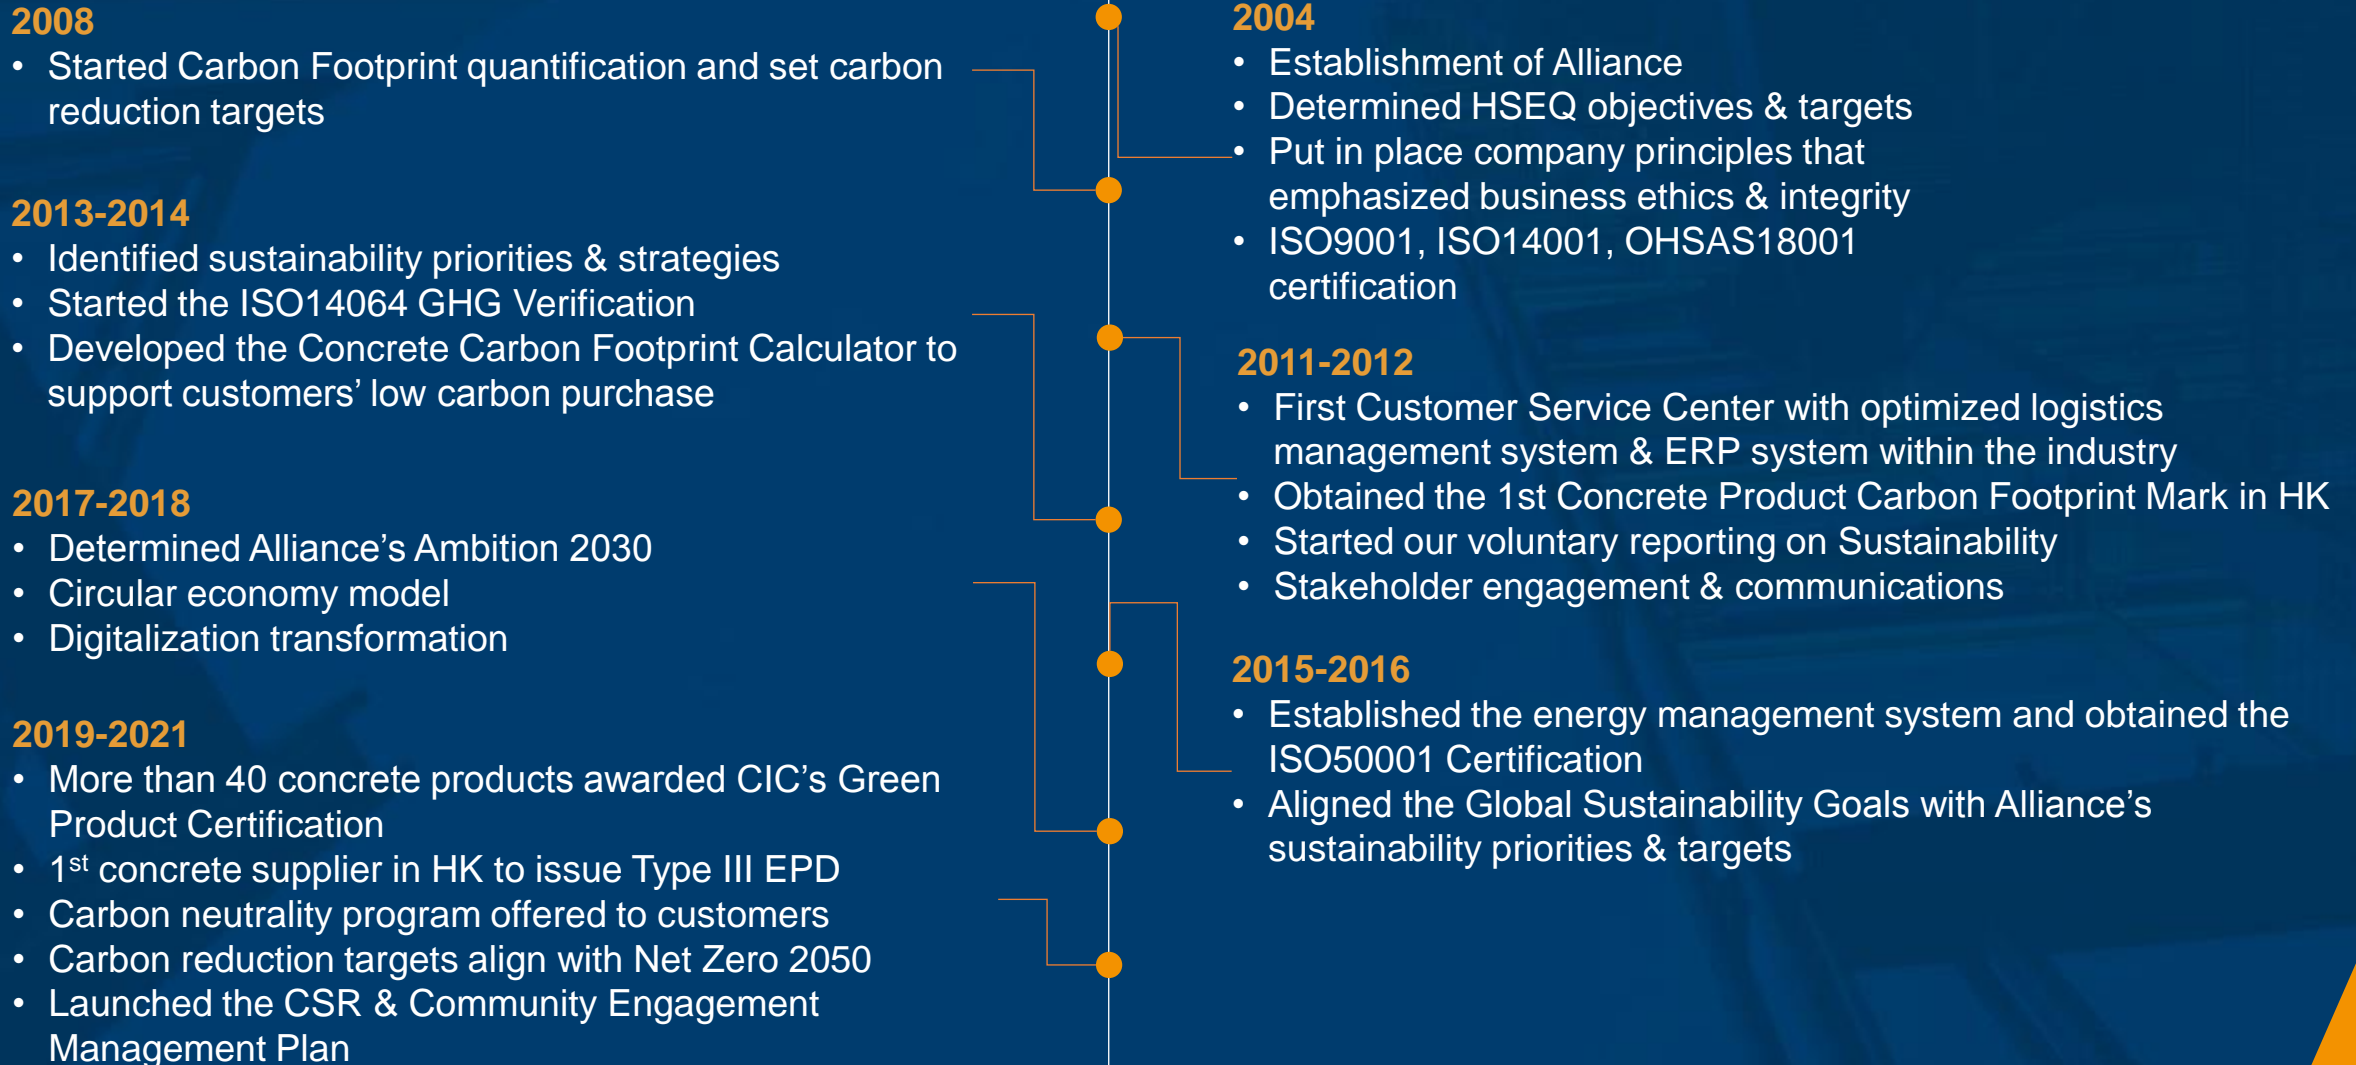 2008
• Started Carbon Footprint quantification and set carbon
reduction targets
2013-2014
• Identified sustainability priorities & strategies
• Started the ISO14064 GHG Verification
• Developed the Concrete Carbon Footprint Calculator to
support customers’ low carbon purchase
2017-2018
• Determined Alliance’s Ambition 2030
• Circular economy model
• Digitalization transformation
2019-2021
• More than 40 concrete products awarded CIC’s Green
Product Certification
• 1st concrete supplier in HK to issue Type III EPD
• Carbon neutrality program offered to customers
• Carbon reduction targets align with Net Zero 2050
• Launched the CSR & Community Engagement
Management Plan
2004
• Establishment of Alliance
• Determined HSEQ objectives & targets
• Put in place company principles that
emphasized business ethics & integrity
• ISO9001, ISO14001, OHSAS18001
certification
2011-2012
• First Customer Service Center with optimized logistics
management system & ERP system within the industry
• Obtained the 1st Concrete Product Carbon Footprint Mark in HK
• Started our voluntary reporting on Sustainability
• Stakeholder engagement & communications
2015-2016
• Established the energy management system and obtained the
ISO50001 Certification
• Aligned the Global Sustainability Goals with Alliance’s
sustainability priorities & targets